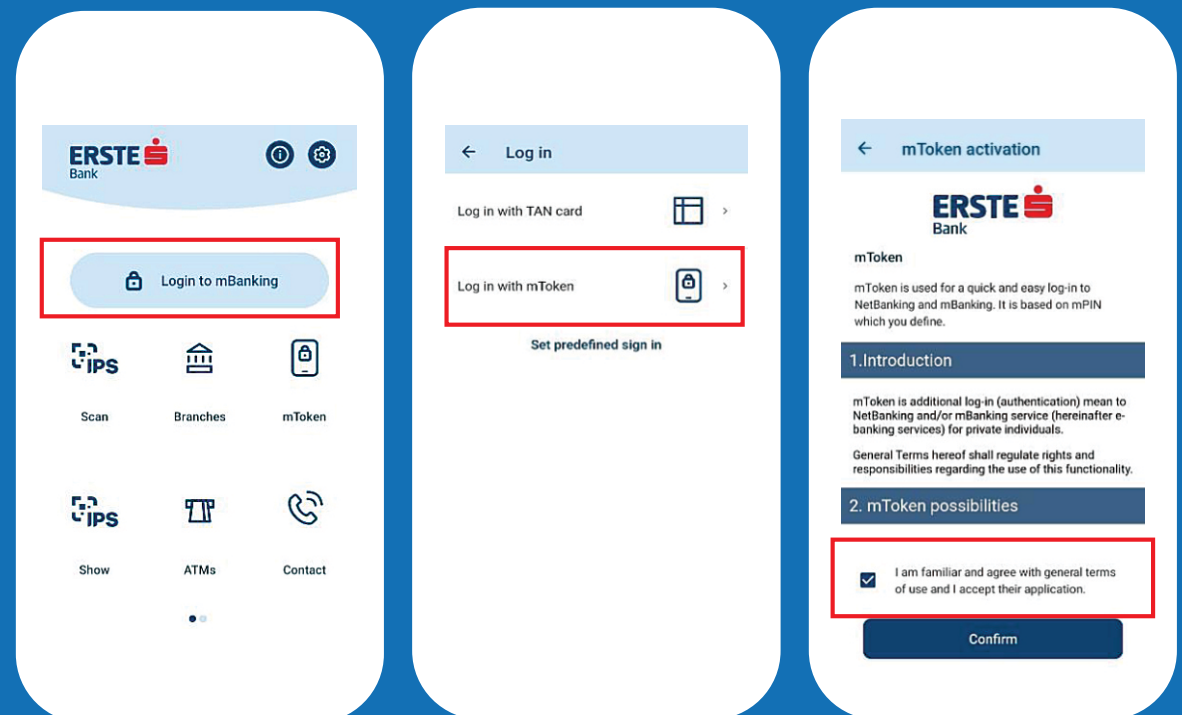 ERSTE
Bank
Login to mBanking
IPS
Scan
Branches
mToken
IPS
Show
ATMs
Contact
Log in
Log in with TAN card
Log in with mToken
Set predefined sign in
mToken activation
ERSTE
Bank
mToken
mToken is used for a quick and easy log-in to
NetBanking and mBanking. It is based on mPIN
which you define.
1.Introduction
mToken is additional log-in (authentication) mean to
NetBanking and/or mBanking service (hereinafter e-
banking services) for private individuals.
General Terms hereof shall regulate rights and
responsibilities regarding the use of this functionality.
2. mToken possibilities
I am familiar and agree with general terms
of use and I accept their application.
Confirm